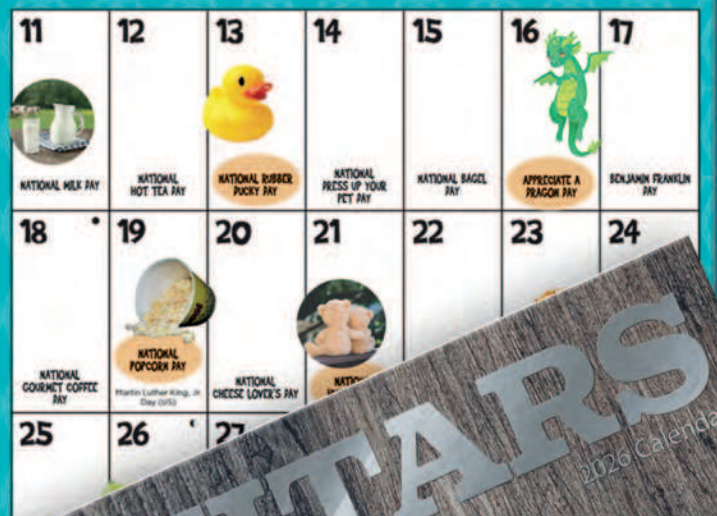 11 12 13 14 15 16 17
NATIONAL MILK DAY
NATIONAL
HOT TEA DAY
NATIONAL RUBBER
DUCKY DAY
NATIONAL
DRESS UP YOUR
PET DAY
NATIONAL BAGEL
DAY
APPRECIATE A
DRAGON DAY
BENJAMIN FRANKLIN
DAY
18 19 20 21 22 23 24
NATIONAL
GOURMET COFFEE
DAY
NATIONAL
POPCORN DAY
Martin Luther King, Jr.
Day (US)
NATIONAL
CHEESE LOVER'S DAY
25 26 27
TARS
2026 Calenda